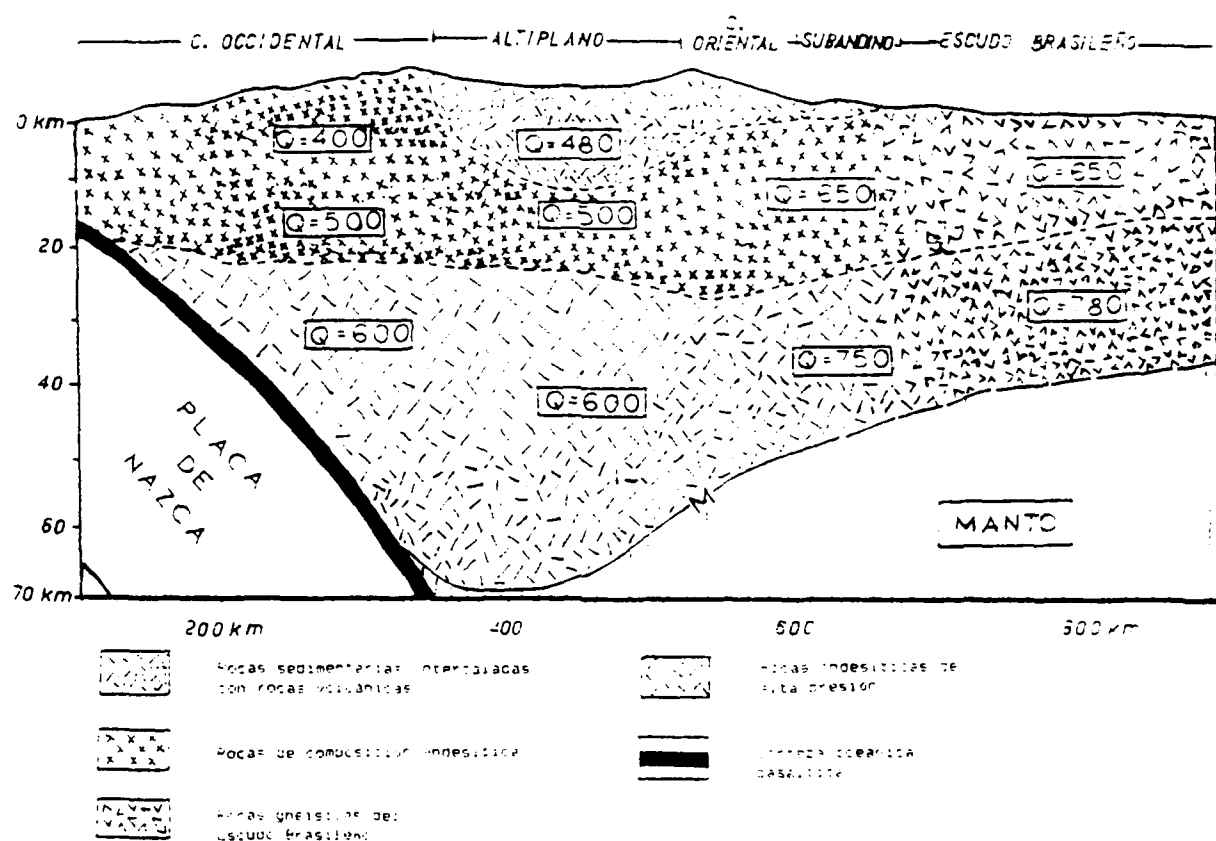 C. OCCIDENTAL
ALTIPLANO
C. ORIENTAL
SUBANDINO
ESCUDO BRASILEÑO
0 km
20
40
60
70 km
Q=400
Q=480
Q=500
Q=500
Q=650
Q=650
Q=600
Q=600
Q=750
Q=780
PLACA
DE
NAZCA
M
MANTO
200 km
400
Rocas sedimentarias intercaladas
con rocas volcánicas
Rocas de composición andesítica
Rocas gneisicas del
Escudo Brasileño
Rocas andesíticas de
alta presión
Corteza oceánica
basáltica